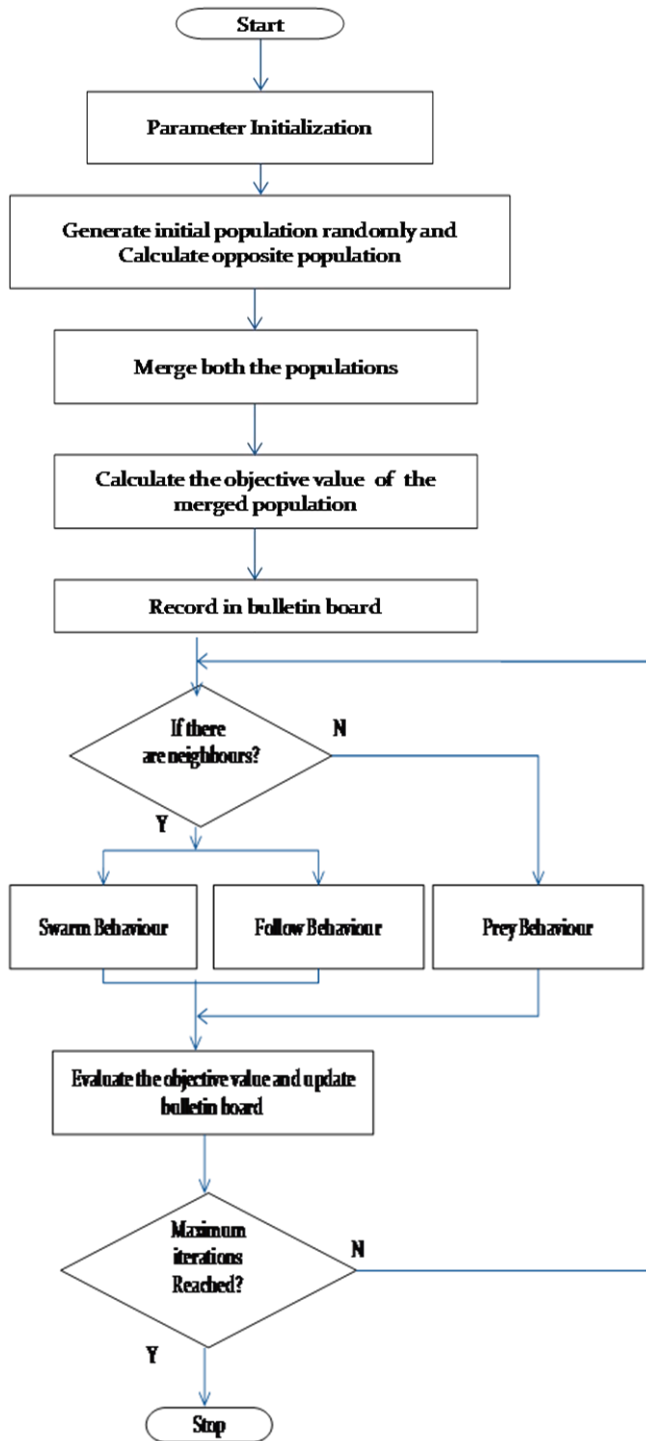 Start
Parameter Initialization
Generate initial population randomly and
Calculate opposite population
Merge both the populations
Calculate the objective value of the
merged population
Record in bulletin board
If there
are neighbours?
N
Y
Swarm Behaviour
Follow Behaviour
Prey Behaviour
Evaluate the objective value and update
bulletin board
Maximum
iterations
Reached?
N
Y
Stop